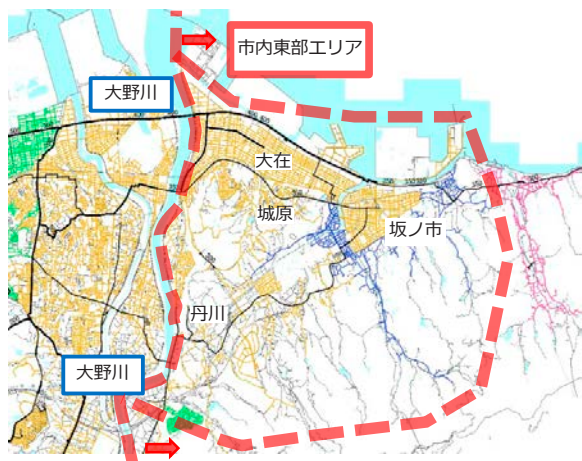 市内東部エリア
大野川
大在
城原
坂ノ市
丹川
大野川